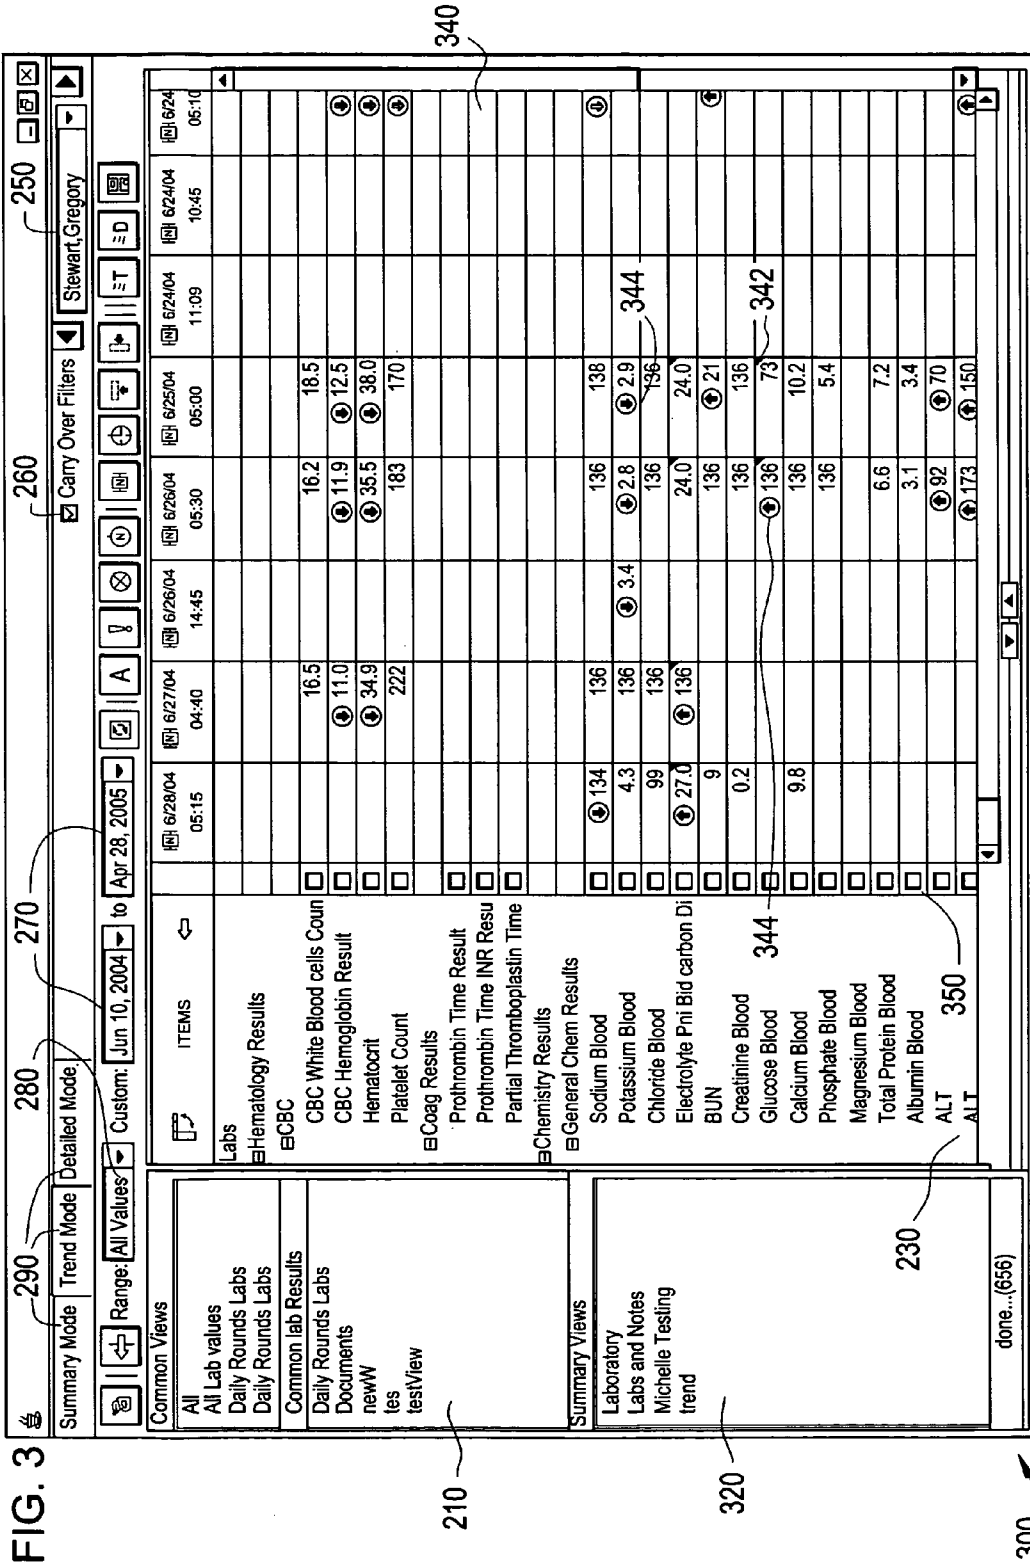 FIG. 3
290
280
270
260
250
Summary Mode Trend Mode Detailed Mode
Carry Over Filters Stewart,Gregory
Range: All Values Custom: Jun 10, 2004 to Apr 28, 2005 A N =T =D
Common Views
All
All Lab values
Daily Rounds Labs
Daily Rounds Labs
Common lab Results
Daily Rounds Labs
Documents
newW
tes
testView
Summary Views
Laboratory
Labs and Notes
Michelle Testing
trend
done...(656)
ITEMS 6/28/04 6/27/04 6/26/04 6/26/04 6/25/04 6/24/04 6/24/04 6/24
05:15 04:40 14:45 05:30 05:00 11:09 10:45 05:10
Labs
Hematology Results
CBC
CBC White Blood cells Coun 16.5 16.2 18.5
CBC Hemoglobin Result 11.0 11.9 12.5
Hematocrit 34.9 35.5 38.0
Platelet Count 222 183 170
Coag Results
Prothrombin Time Result
Prothrombin Time INR Resu
Partial Thromboplastin Time
Chemistry Results
General Chem Results
Sodium Blood 134 136 136 138
Potassium Blood 4.3 136 3.4 2.8 2.9
Chloride Blood 99 136 136 136
Electrolyte Pnl Bld carbon Di 27.0 136 24.0 24.0
BUN 9 136 21
Creatinine Blood 0.2 136 136
Glucose Blood 136 73
Calcium Blood 9.8 136 10.2
Phosphate Blood 136 5.4
Magnesium Blood
Total Protein Blood 6.6 7.2
Albumin Blood 3.1 3.4
ALT 92 70
ALT 173 150
210
320
230
350
344
344
342
340
300